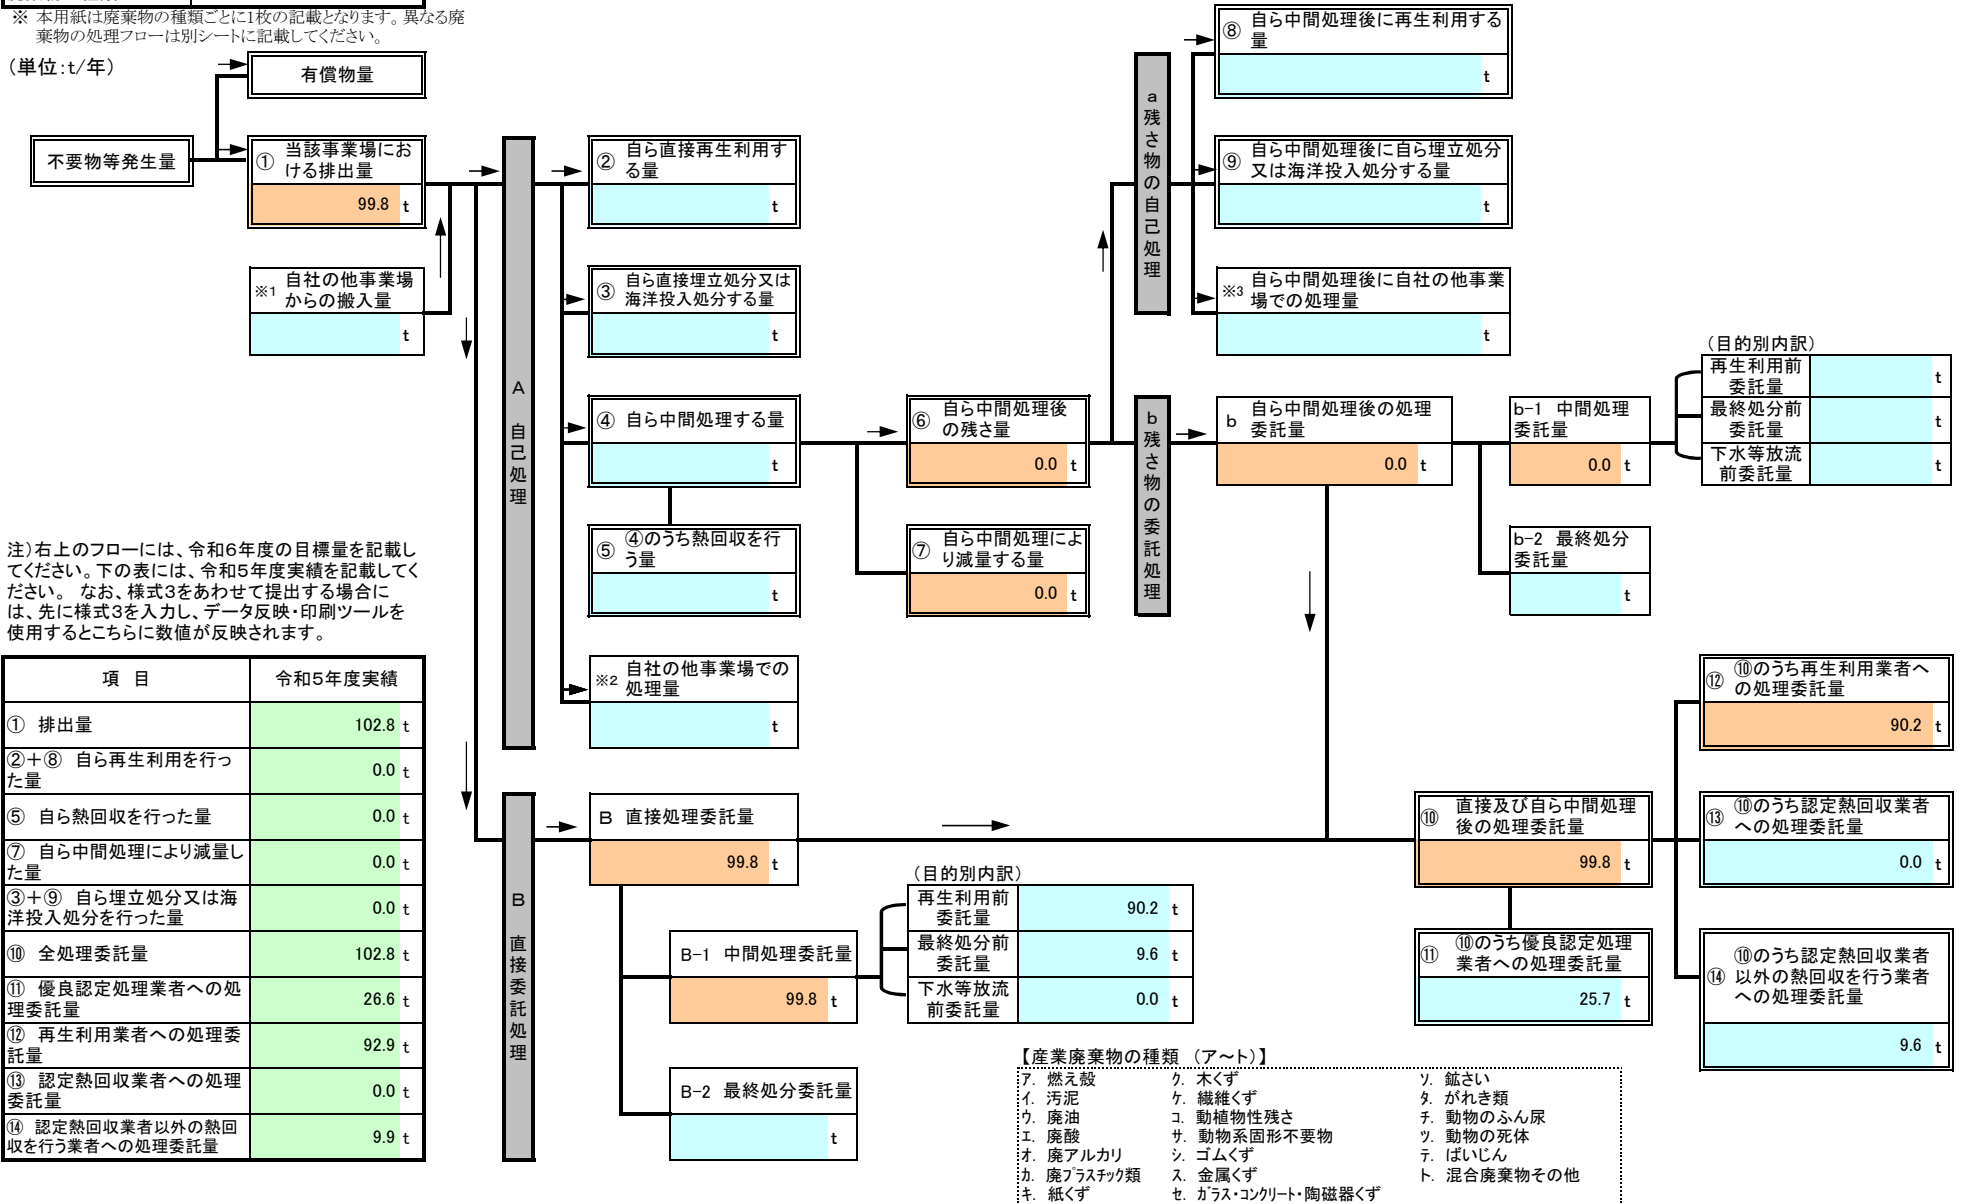 ※ 本用紙は廃棄物の種類ごとに1枚の記載となります。異なる廃
棄物の処理フローは別シートに記載してください。
(単位:t/年)
有償物量
不要物等発生量
① 当該事業場にお
ける排出量
99.8 t
※1 自社の他事業場
からの搬入量
t
A 自己処理
② 自ら直接再生利用す
る量
t
③ 自ら直接埋立処分又は
海洋投入処分する量
t
④ 自ら中間処理する量
t
⑤ ④のうち熱回収を行
う量
t
※2 自社の他事業場での
処理量
t
⑥ 自ら中間処理後
の残さ量
0.0 t
⑦ 自ら中間処理によ
り減量する量
0.0 t
a残さ物の自己処理
⑧ 自ら中間処理後に再生利用する
量
t
⑨ 自ら中間処理後に自ら埋立処分
又は海洋投入処分する量
t
※3 自ら中間処理後に自社の他事業
場での処理量
t
b残さ物の委託処理
b 自ら中間処理後の処理
委託量
0.0 t
b-1 中間処理
委託量
0.0 t
b-2 最終処分
委託量
t
(目的別内訳)
再生利用前
委託量
t
最終処分前
委託量
t
下水等放流
前委託量
t
注)右上のフローには、令和6年度の目標量を記載し
てください。下の表には、令和5年度実績を記載してく
ださい。 なお、様式3をあわせて提出する場合に
は、先に様式3を入力し、データ反映・印刷ツールを
使用するとこちらに数値が反映されます。
項 目 令和5年度実績
① 排出量 102.8 t
②+⑧ 自ら再生利用を行っ
た量 0.0 t
⑤ 自ら熱回収を行った量 0.0 t
⑦ 自ら中間処理により減量し
た量 0.0 t
③+⑨ 自ら埋立処分又は海
洋投入処分を行った量 0.0 t
⑩ 全処理委託量 102.8 t
⑪ 優良認定処理業者への処
理委託量 26.6 t
⑫ 再生利用業者への処理委
託量 92.9 t
⑬ 認定熱回収業者への処理
委託量 0.0 t
⑭ 認定熱回収業者以外の熱回
収を行う業者への処理委託量 9.9 t
B 直接委託処理
B 直接処理委託量
99.8 t
B-1 中間処理委託量
99.8 t
B-2 最終処分委託量
t
(目的別内訳)
再生利用前
委託量
90.2 t
最終処分前
委託量
9.6 t
下水等放流
前委託量
0.0 t
⑩ 直接及び自ら中間処理
後の処理委託量
99.8 t
⑪ ⑩のうち優良認定処理
業者への処理委託量
25.7 t
⑫ ⑩のうち再生利用業者へ
の処理委託量
90.2 t
⑬ ⑩のうち認定熱回収業者
への処理委託量
0.0 t
⑭ ⑩のうち認定熱回収業者
以外の熱回収を行う業者
への処理委託量
9.6 t
【産業廃棄物の種類 (ア~ト)】
ア. 燃え殻 ク. 木くず ソ. 鉱さい
イ. 汚泥 ケ. 繊維くず タ. がれき類
ウ. 廃油 コ. 動植物性残さ チ. 動物のふん尿
エ. 廃酸 サ. 動物系固形不要物 ツ. 動物の死体
オ. 廃アルカリ シ. ゴムくず テ. ばいじん
カ. 廃プラスチック類 ス. 金属くず ト. 混合廃棄物その他
キ. 紙くず セ. ガラス・コンクリート・陶磁器くず